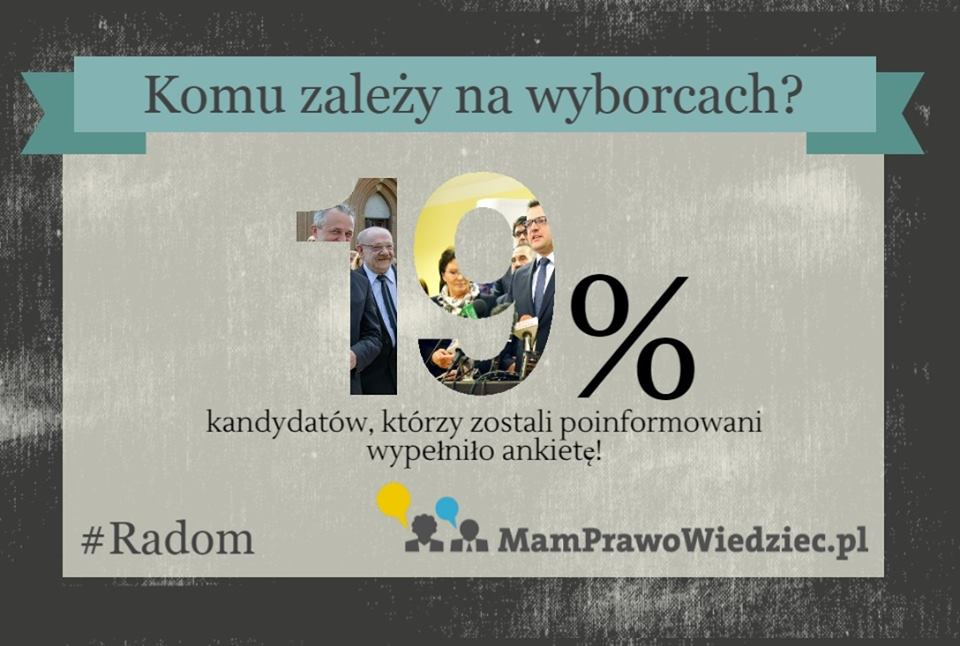 Komu zależy na wyborcach?
19%
kandydatów, którzy zostali poinformowani
wypełniło ankietę!
#Radom
MamPrawoWiedziec.pl